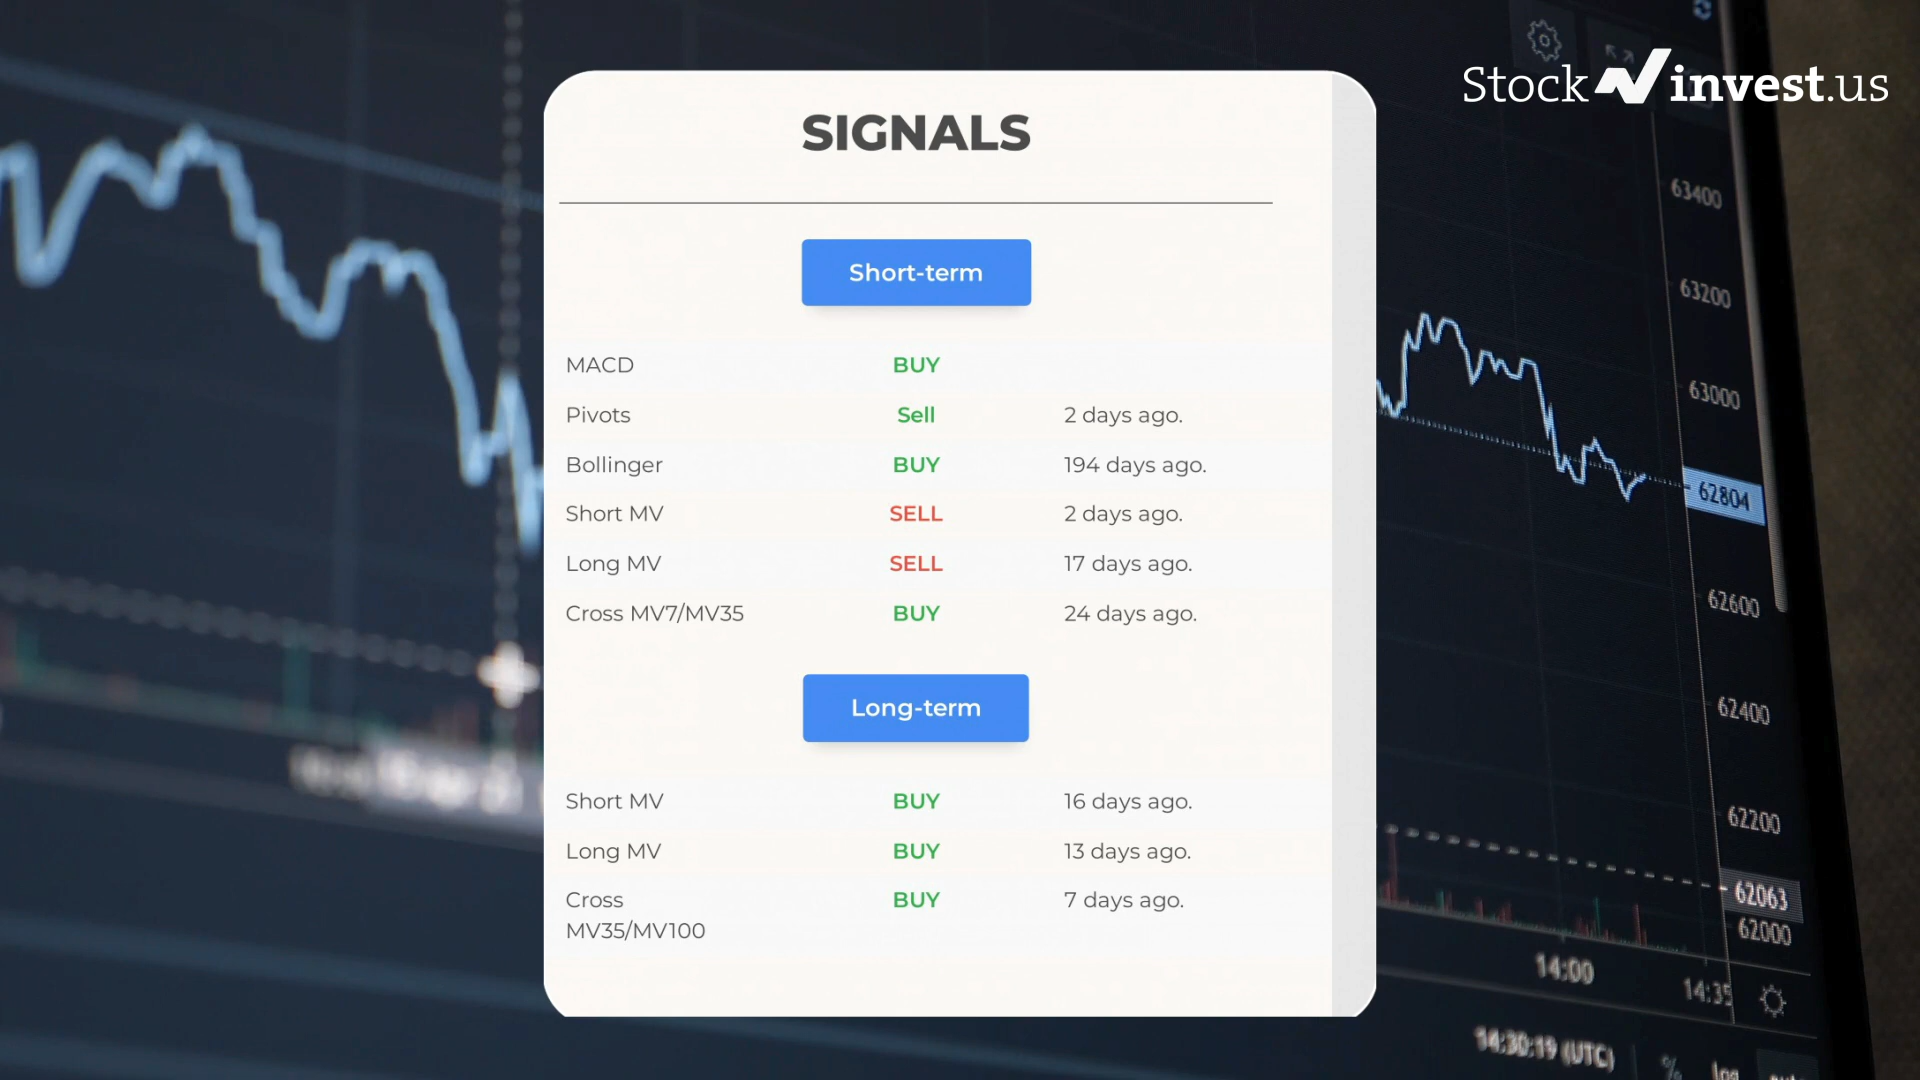 Stock invest.us
SIGNALS
Short-term
MACD BUY
Pivots Sell 2 days ago.
Bollinger BUY 194 days ago.
Short MV SELL 2 days ago.
Long MV SELL 17 days ago.
Cross MV7/MV35 BUY 24 days ago.
Long-term
Short MV BUY 16 days ago.
Long MV BUY 13 days ago.
Cross BUY 7 days ago.
MV35/MV100
63400
63200
63000
62804
62600
62400
62200
62063
62000
14:00
14:35
14:30:19 (UTC)
%
log